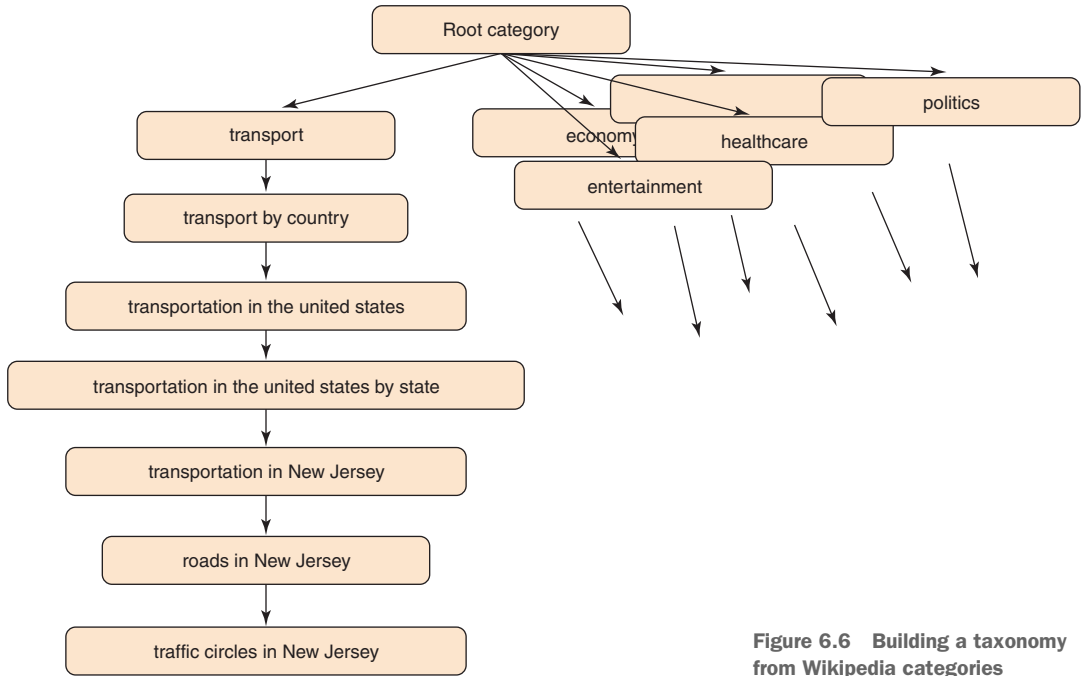 Root category
transport
economy
healthcare
politics
entertainment
transport by country
transportation in the united states
transportation in the united states by state
transportation in New Jersey
roads in New Jersey
traffic circles in New Jersey
Figure 6.6 Building a taxonomy
from Wikipedia categories